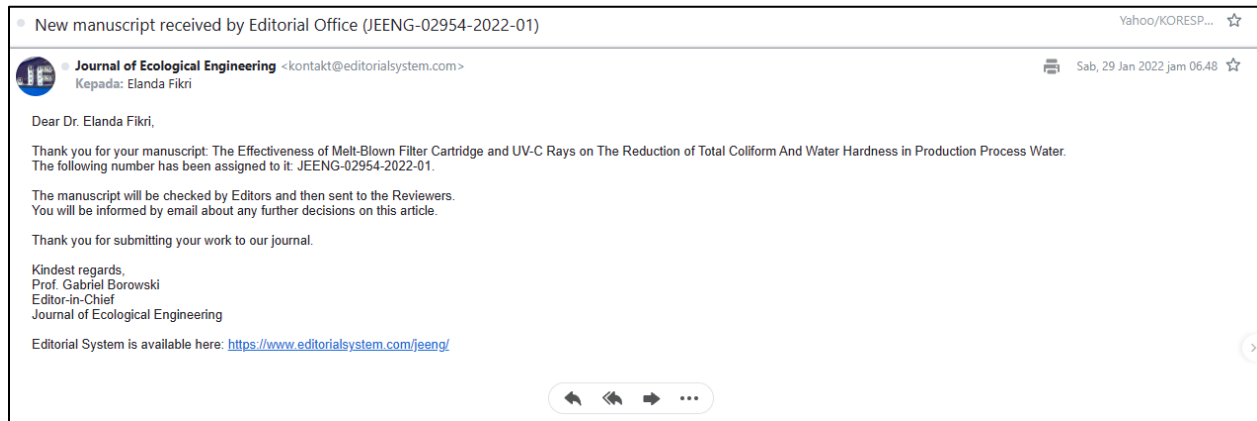 New manuscript received by Editorial Office (JEENG-02954-2022-01)
Yahoo/KORESP...
Journal of Ecological Engineering <kontakt@editorialsystem.com>
Sab, 29 Jan 2022 jam 06.48
Kepada: Elanda Fikri
Dear Dr. Elanda Fikri,
Thank you for your manuscript: The Effectiveness of Melt-Blown Filter Cartridge and UV-C Rays on The Reduction of Total Coliform And Water Hardness in Production Process Water.
The following number has been assigned to it: JEENG-02954-2022-01.
The manuscript will be checked by Editors and then sent to the Reviewers.
You will be informed by email about any further decisions on this article.
Thank you for submitting your work to our journal.
Kindest regards,
Prof. Gabriel Borowski
Editor-in-Chief
Journal of Ecological Engineering
Editorial System is available here: https://www.editorialsystem.com/jeeng/